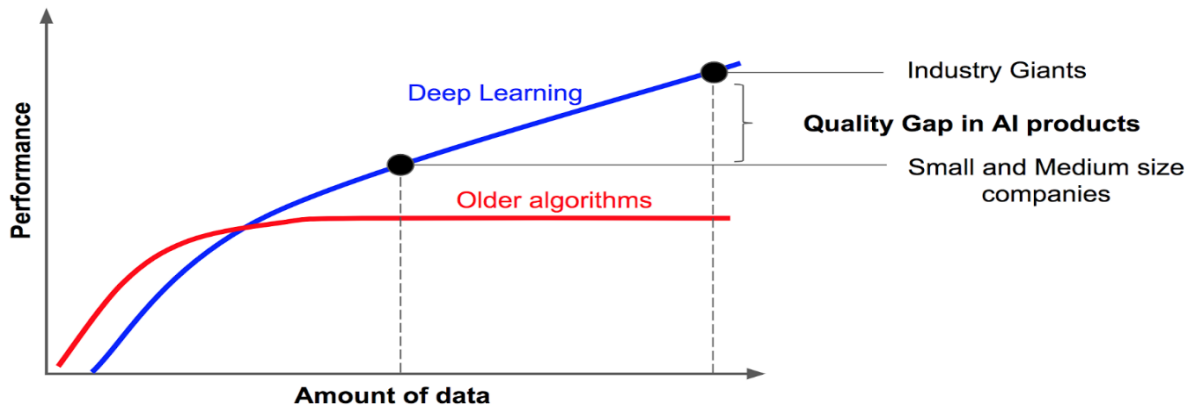 Performance
Deep Learning
Older algorithms
Industry Giants
Quality Gap in AI products
Small and Medium size
companies
Amount of data